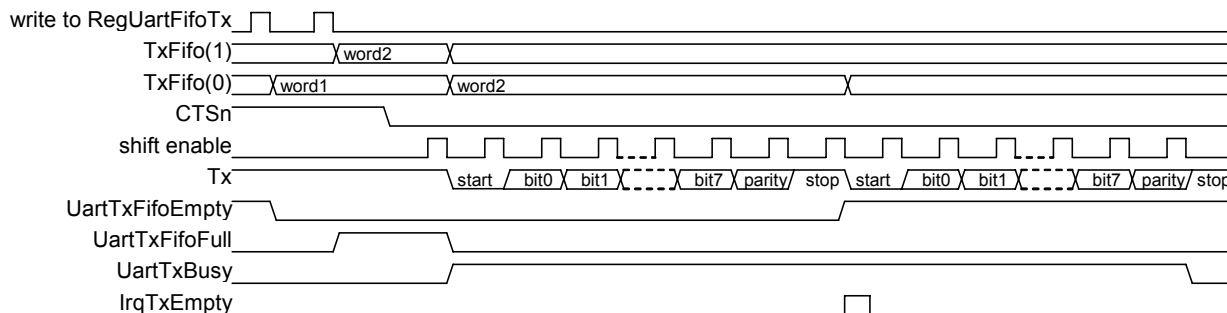 write to RegUartFifoTx
TxFifo(1) word2
TxFifo(0) word1 word2
CTSn
shift enable
Tx start bit0 bit1 bit7 parity stop start bit0 bit1 bit7 parity stop
UartTxFifoEmpty
UartTxFifoFull
UartTxBusy
IrqTxEmpty